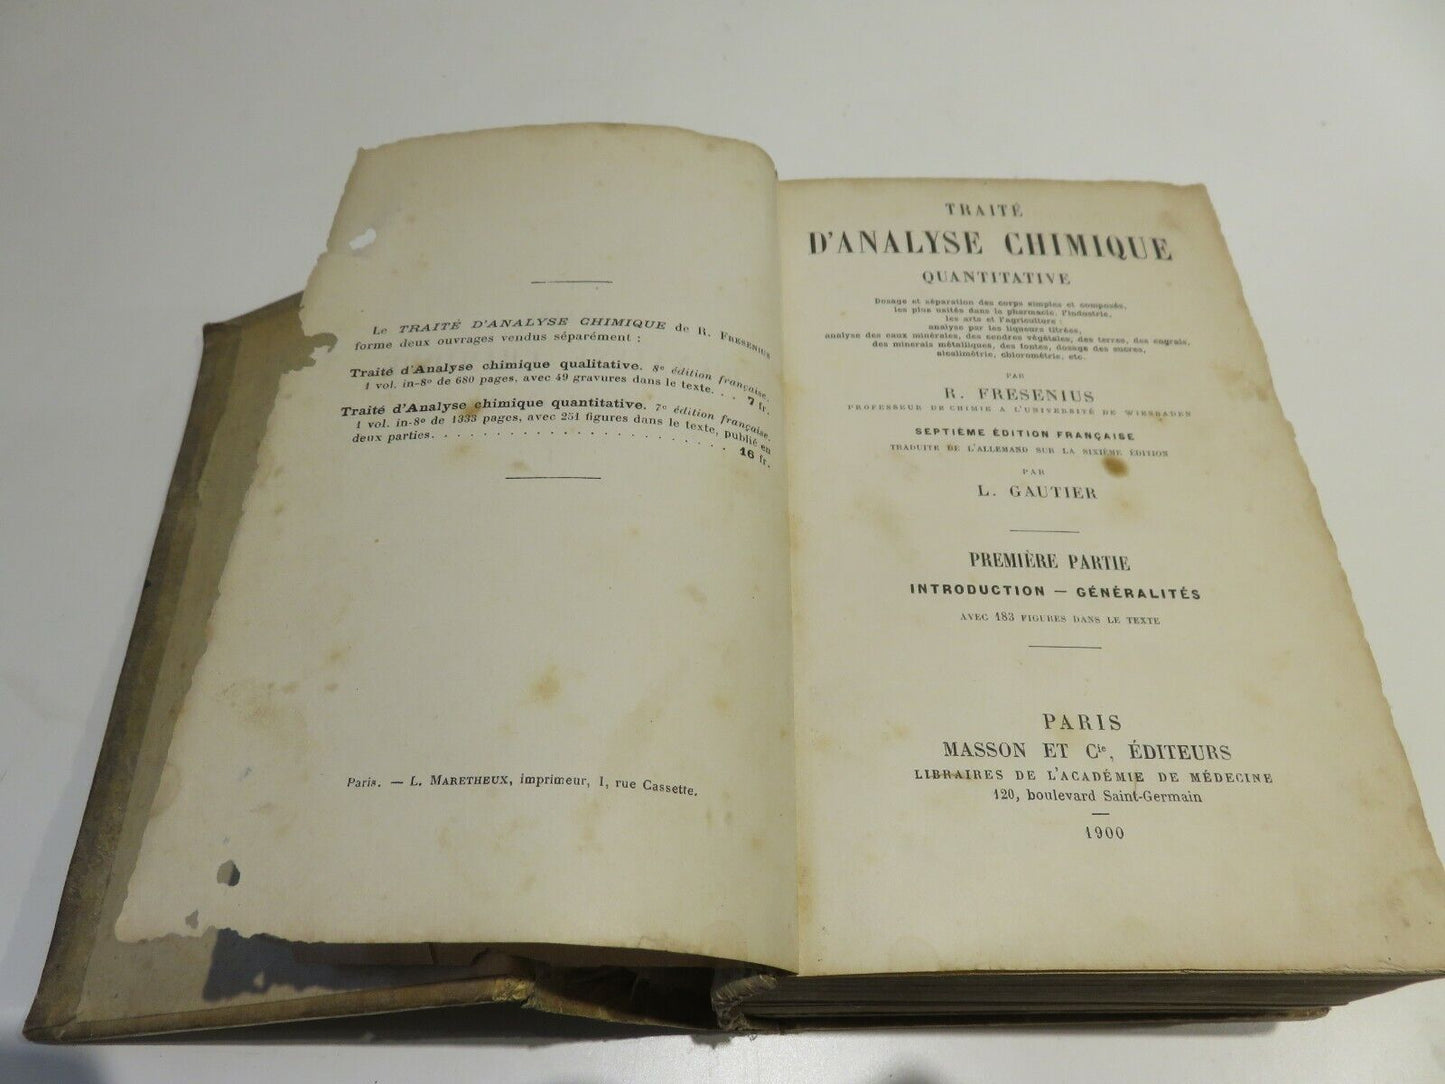 Le TRAITÉ D'ANALYSE CHIMIQUE de R. FRESENIUS
forme deux ouvrages vendus séparément :
Traité d'Analyse chimique qualitative. 8e édition française.
1 vol. in-8o de 680 pages, avec 49 gravures dans le texte. . . 7 fr.
Traité d'Analyse chimique quantitative. 7e édition française.
1 vol. in-8o de 1333 pages, avec 251 figures dans le texte, publié en
deux parties. . . . . . . . . . . . . . . . . . . . . . . 16 fr.
Paris. — L. MARETHEUX, imprimeur, 1, rue Cassette.
TRAITÉ
D'ANALYSE CHIMIQUE
QUANTITATIVE
Dosage et séparation des corps simples et composés,
les plus usités dans la pharmacie, l'industrie,
les arts et l'agriculture :
analyse par les liqueurs titrées,
analyse des eaux minérales, des cendres végétales, des terres, des engrais,
des minerais métalliques, des fontes, dosage des sucres,
alcalimétrie, chlorométrie, etc.
PAR
R. FRESENIUS
PROFESSEUR DE CHIMIE A L'UNIVERSITÉ DE WIESBADEN
SEPTIÈME ÉDITION FRANÇAISE
TRADUITE DE L'ALLEMAND SUR LA SIXIÈME ÉDITION
PAR
L. GAUTIER
PREMIÈRE PARTIE
INTRODUCTION — GÉNÉRALITÉS
AVEC 183 FIGURES DANS LE TEXTE
PARIS
MASSON ET Cie, ÉDITEURS
LIBRAIRES DE L'ACADÉMIE DE MÉDECINE
120, boulevard Saint-Germain
1900